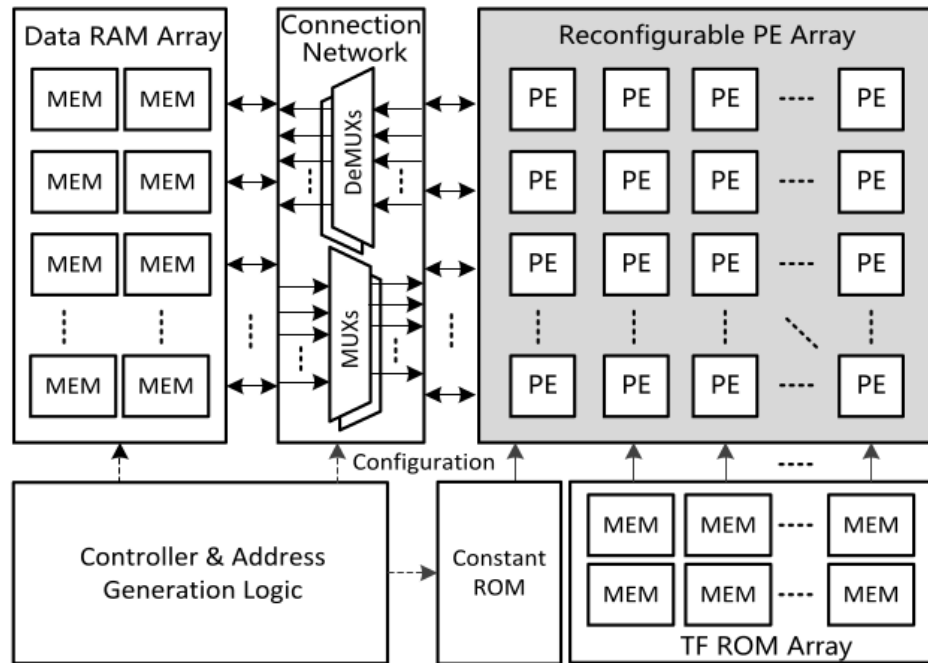 Data RAM Array
MEM MEM
MEM MEM
MEM MEM
MEM MEM
Connection
Network
DeMUXs
MUXs
Reconfigurable PE Array
PE PE PE PE
PE PE PE PE
PE PE PE PE
PE PE PE PE
Configuration
Controller & Address
Generation Logic
Constant
ROM
MEM MEM MEM
MEM MEM MEM
TF ROM Array